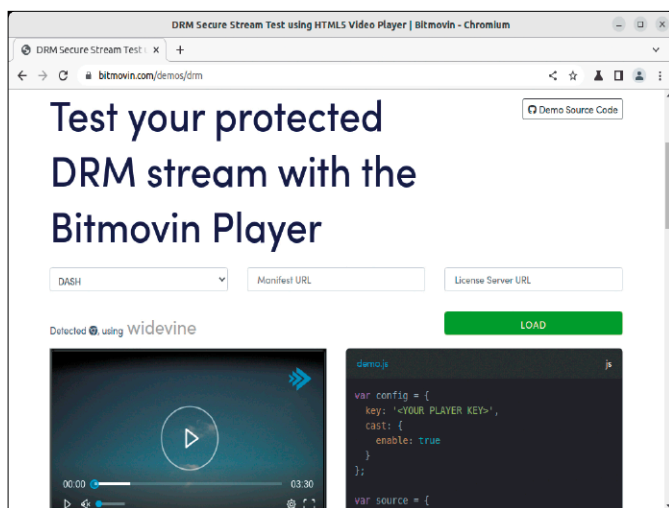 DRM Secure Stream Test using HTML5 Video Player | Bitmovin - Chromium
DRM Secure Stream Test
bitmovin.com/demos/drm
Demo Source Code
Test your protected
DRM stream with the
Bitmovin Player
DASH
Manifest URL
License Server URL
Detected , using widevine
LOAD
demo.js
js
var config = {
key: '<YOUR PLAYER KEY>',
cast: {
enable: true
}
};
var source = {
00:00
03:30